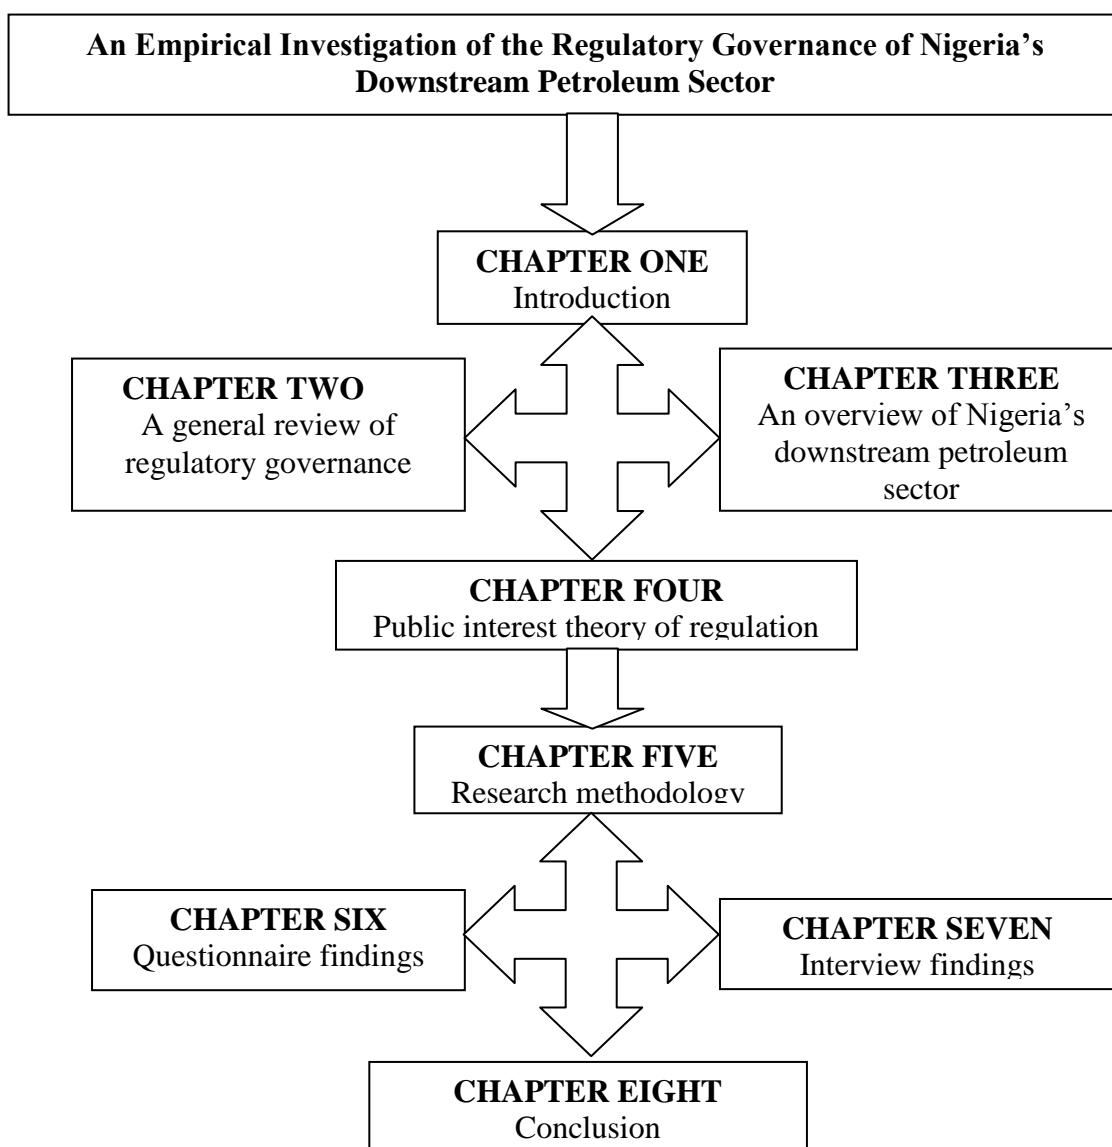 An Empirical Investigation of the Regulatory Governance of Nigeria’s
Downstream Petroleum Sector
CHAPTER ONE
Introduction
CHAPTER TWO
A general review of
regulatory governance
CHAPTER THREE
An overview of Nigeria’s
downstream petroleum
sector
CHAPTER FOUR
Public interest theory of regulation
CHAPTER FIVE
Research methodology
CHAPTER SIX
Questionnaire findings
CHAPTER SEVEN
Interview findings
CHAPTER EIGHT
Conclusion